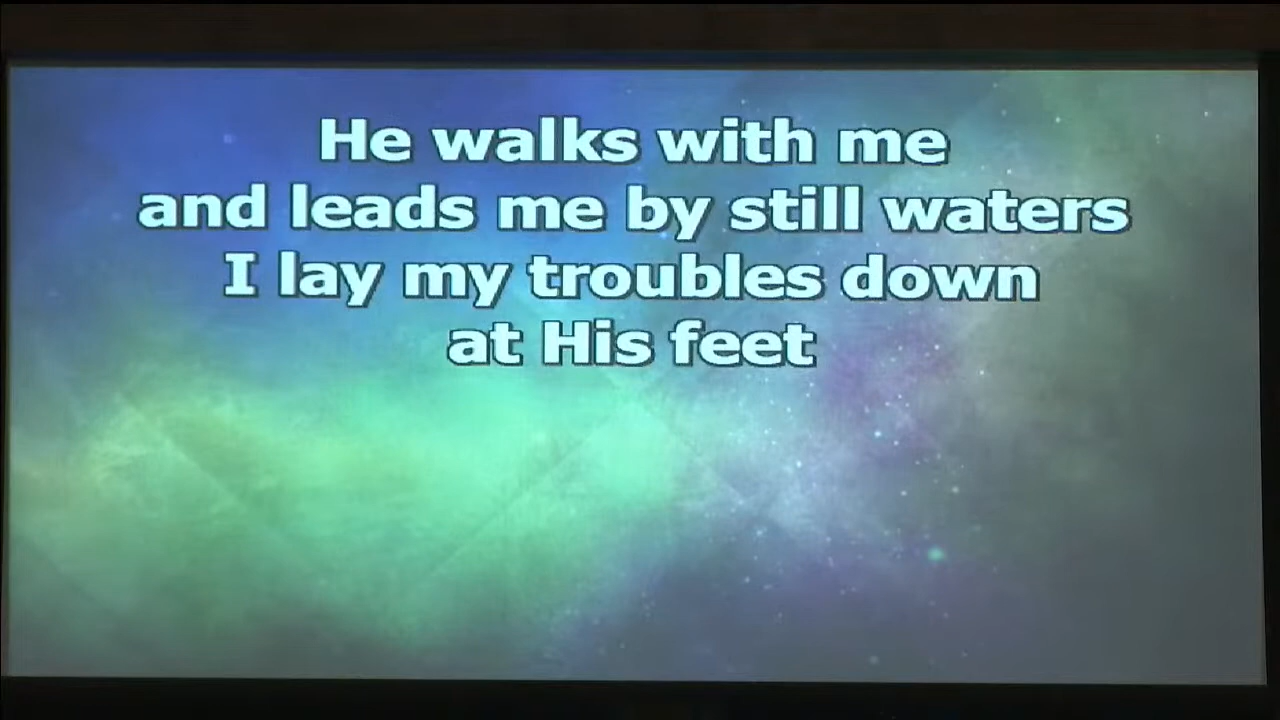 He walks with me
and leads me by still waters
I lay my troubles down
at His feet